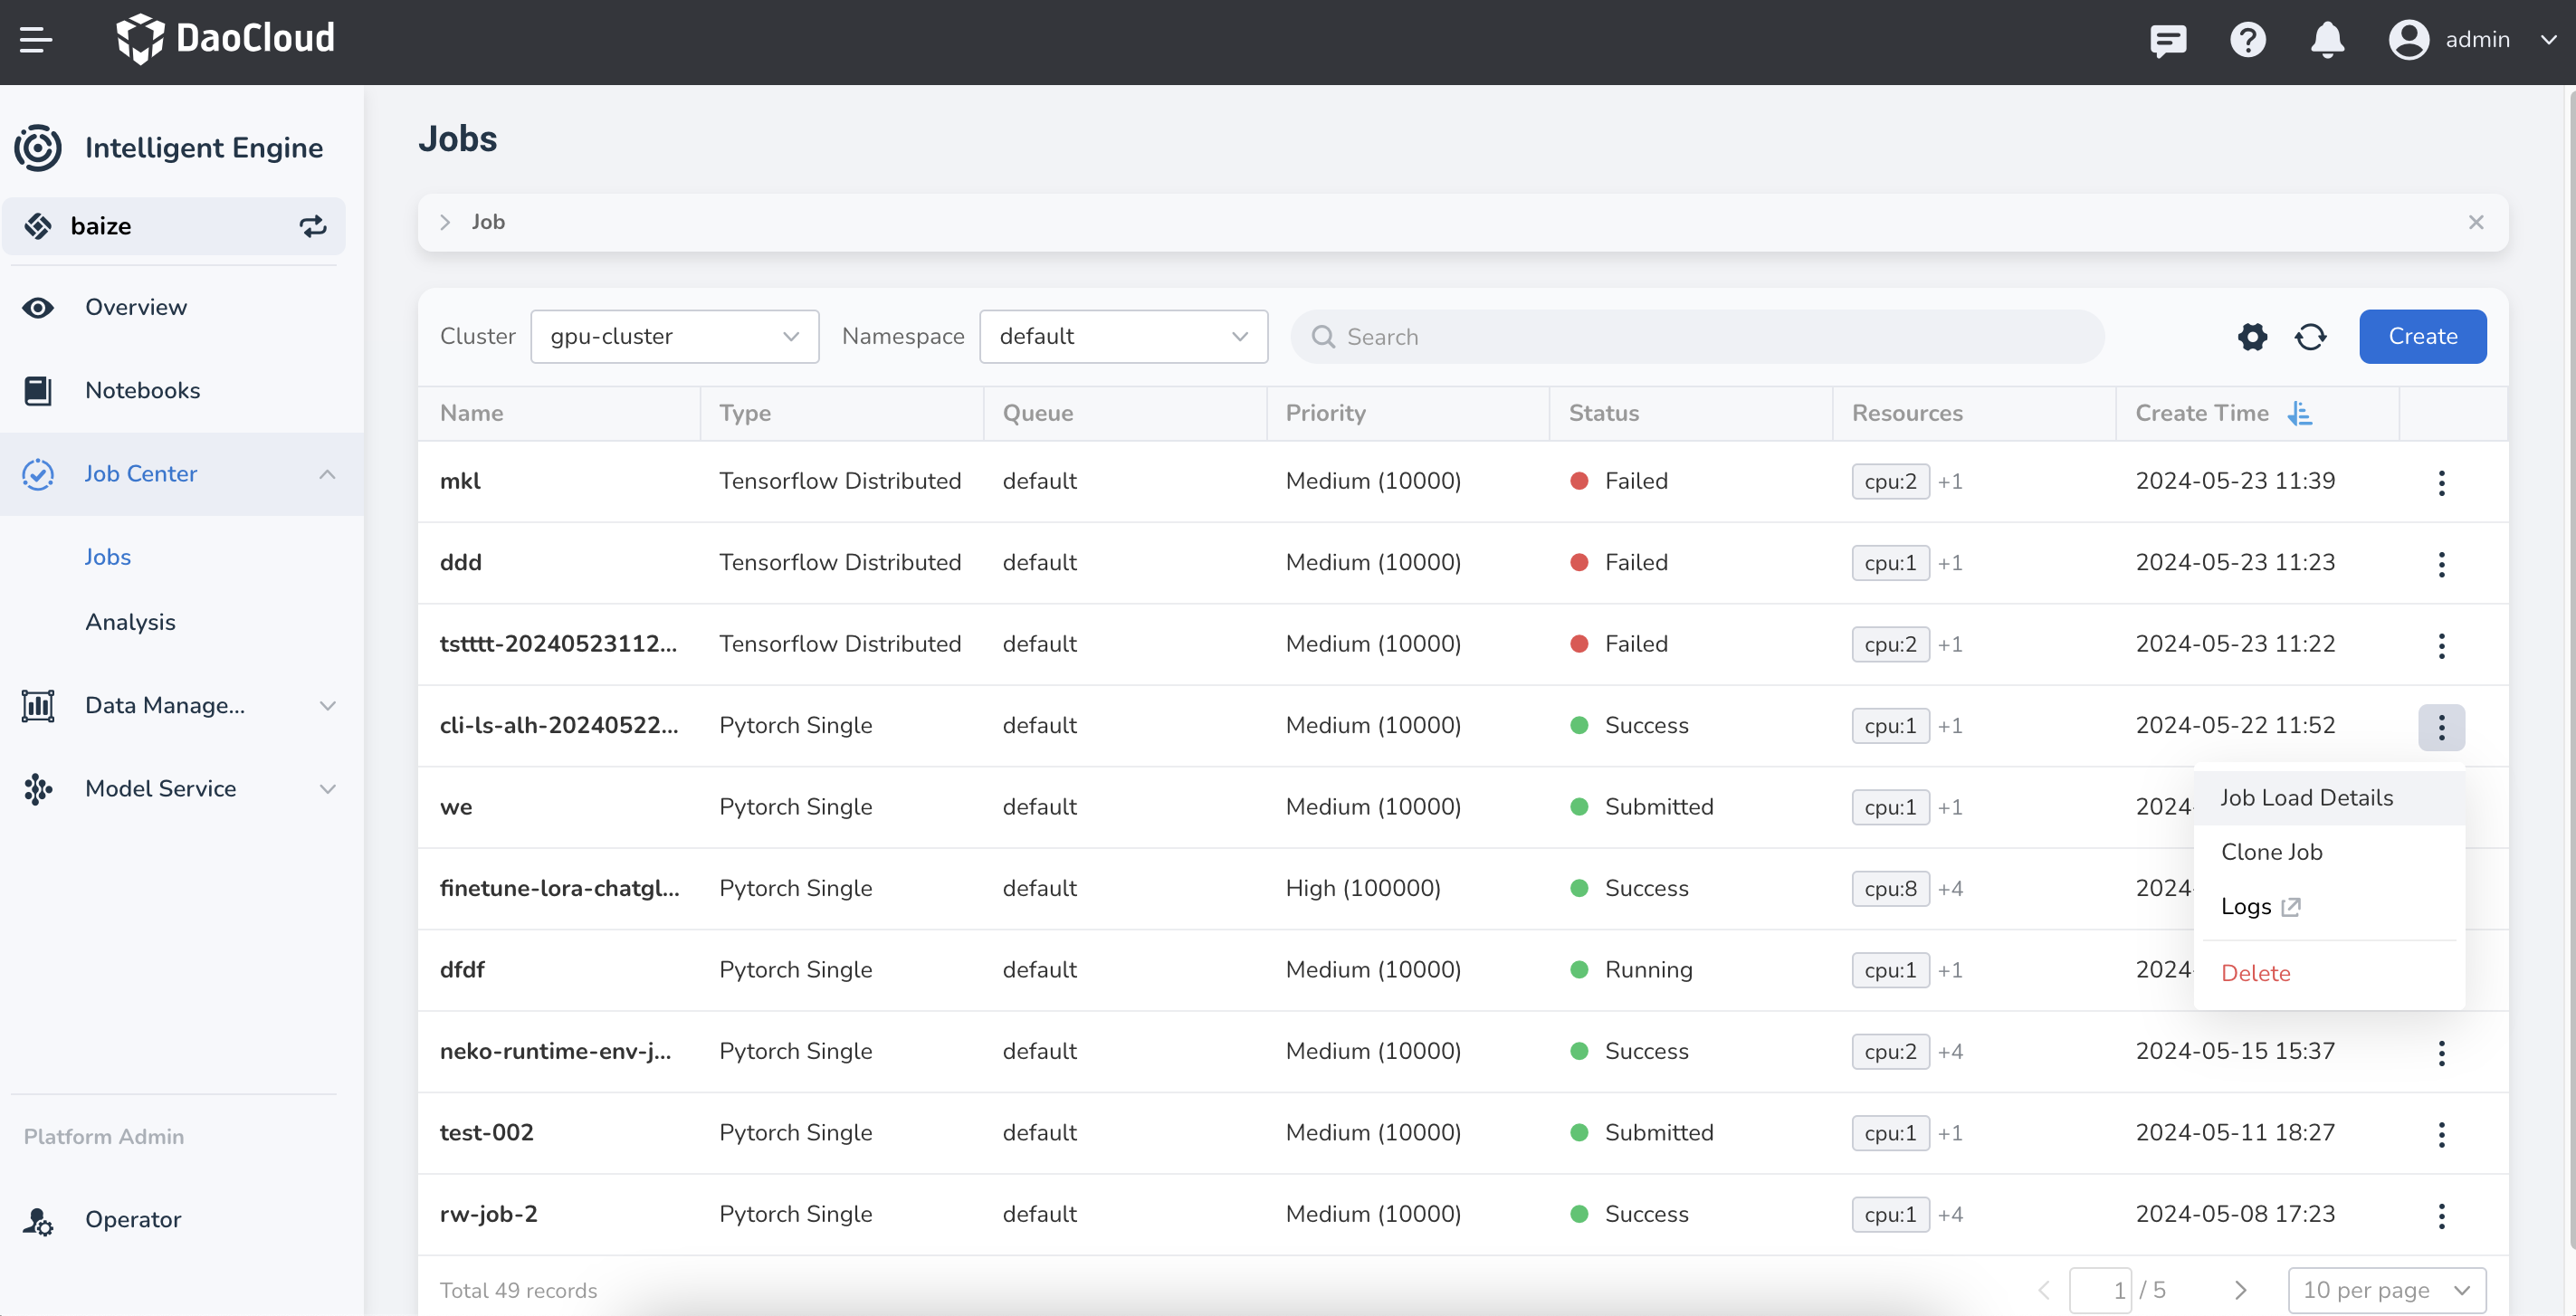 DaoCloud
admin
Intelligent Engine
baize
Overview
Notebooks
Job Center
Jobs
Analysis
Data Manage...
Model Service
Platform Admin
Operator
Jobs
Job
Cluster gpu-cluster Namespace default Search Create
Name Type Queue Priority Status Resources Create Time
mkl Tensorflow Distributed default Medium (10000) Failed cpu:2 +1 2024-05-23 11:39
ddd Tensorflow Distributed default Medium (10000) Failed cpu:1 +1 2024-05-23 11:23
tstttt-20240523112... Tensorflow Distributed default Medium (10000) Failed cpu:2 +1 2024-05-23 11:22
cli-ls-alh-20240522... Pytorch Single default Medium (10000) Success cpu:1 +1 2024-05-22 11:52
we Pytorch Single default Medium (10000) Submitted cpu:1 +1 2024-
finetune-lora-chatgl... Pytorch Single default High (100000) Success cpu:8 +4 2024-
dfdf Pytorch Single default Medium (10000) Running cpu:1 +1 2024-
neko-runtime-env-j... Pytorch Single default Medium (10000) Success cpu:2 +4 2024-05-15 15:37
test-002 Pytorch Single default Medium (10000) Submitted cpu:1 +1 2024-05-11 18:27
rw-job-2 Pytorch Single default Medium (10000) Success cpu:1 +4 2024-05-08 17:23
Job Load Details
Clone Job
Logs
Delete
Total 49 records
1 / 5
10 per page